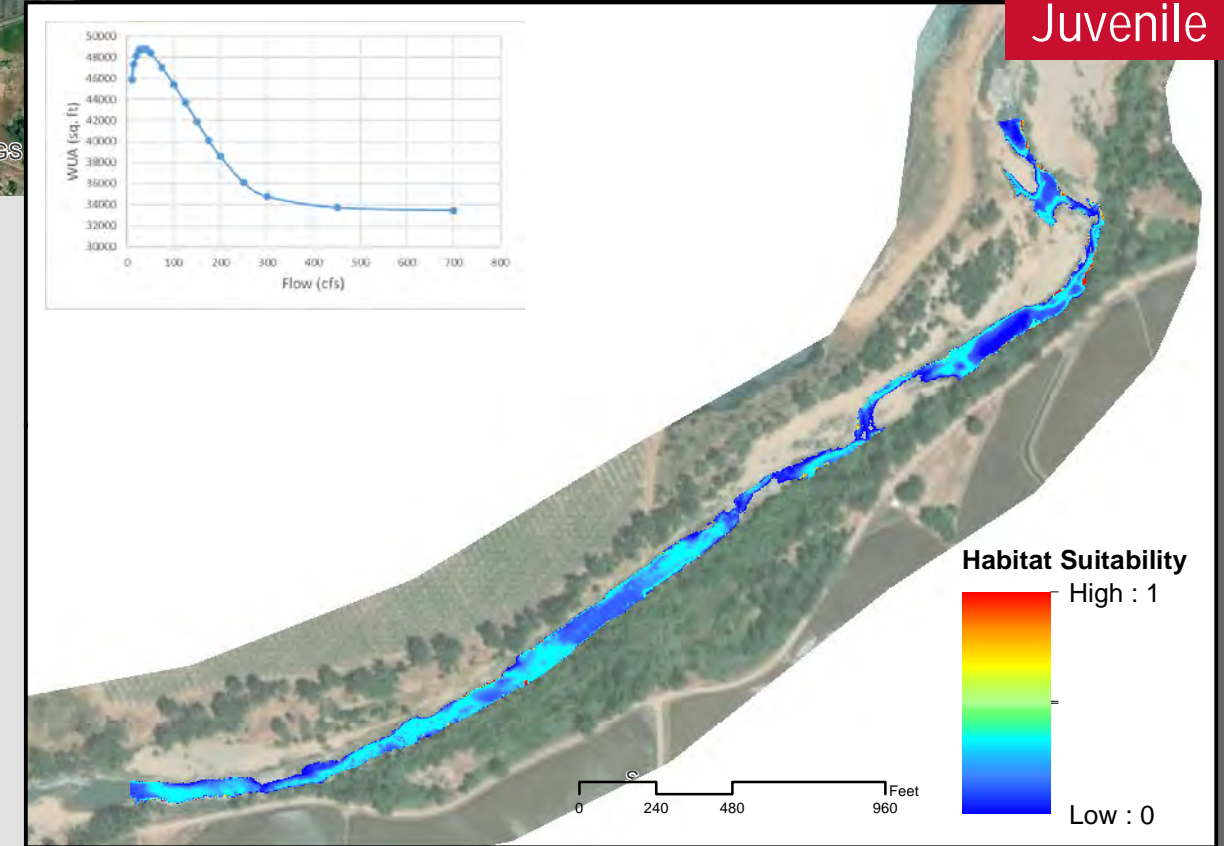 Juvenile
GS
50000
48000
46000
44000
42000
40000
38000
36000
34000
32000
30000
WUA (sq. ft)
0 100 200 300 400 500 600 700 800
Flow (cfs)
Habitat Suitability
High : 1
=
Low : 0
S
Feet
0 240 480 960